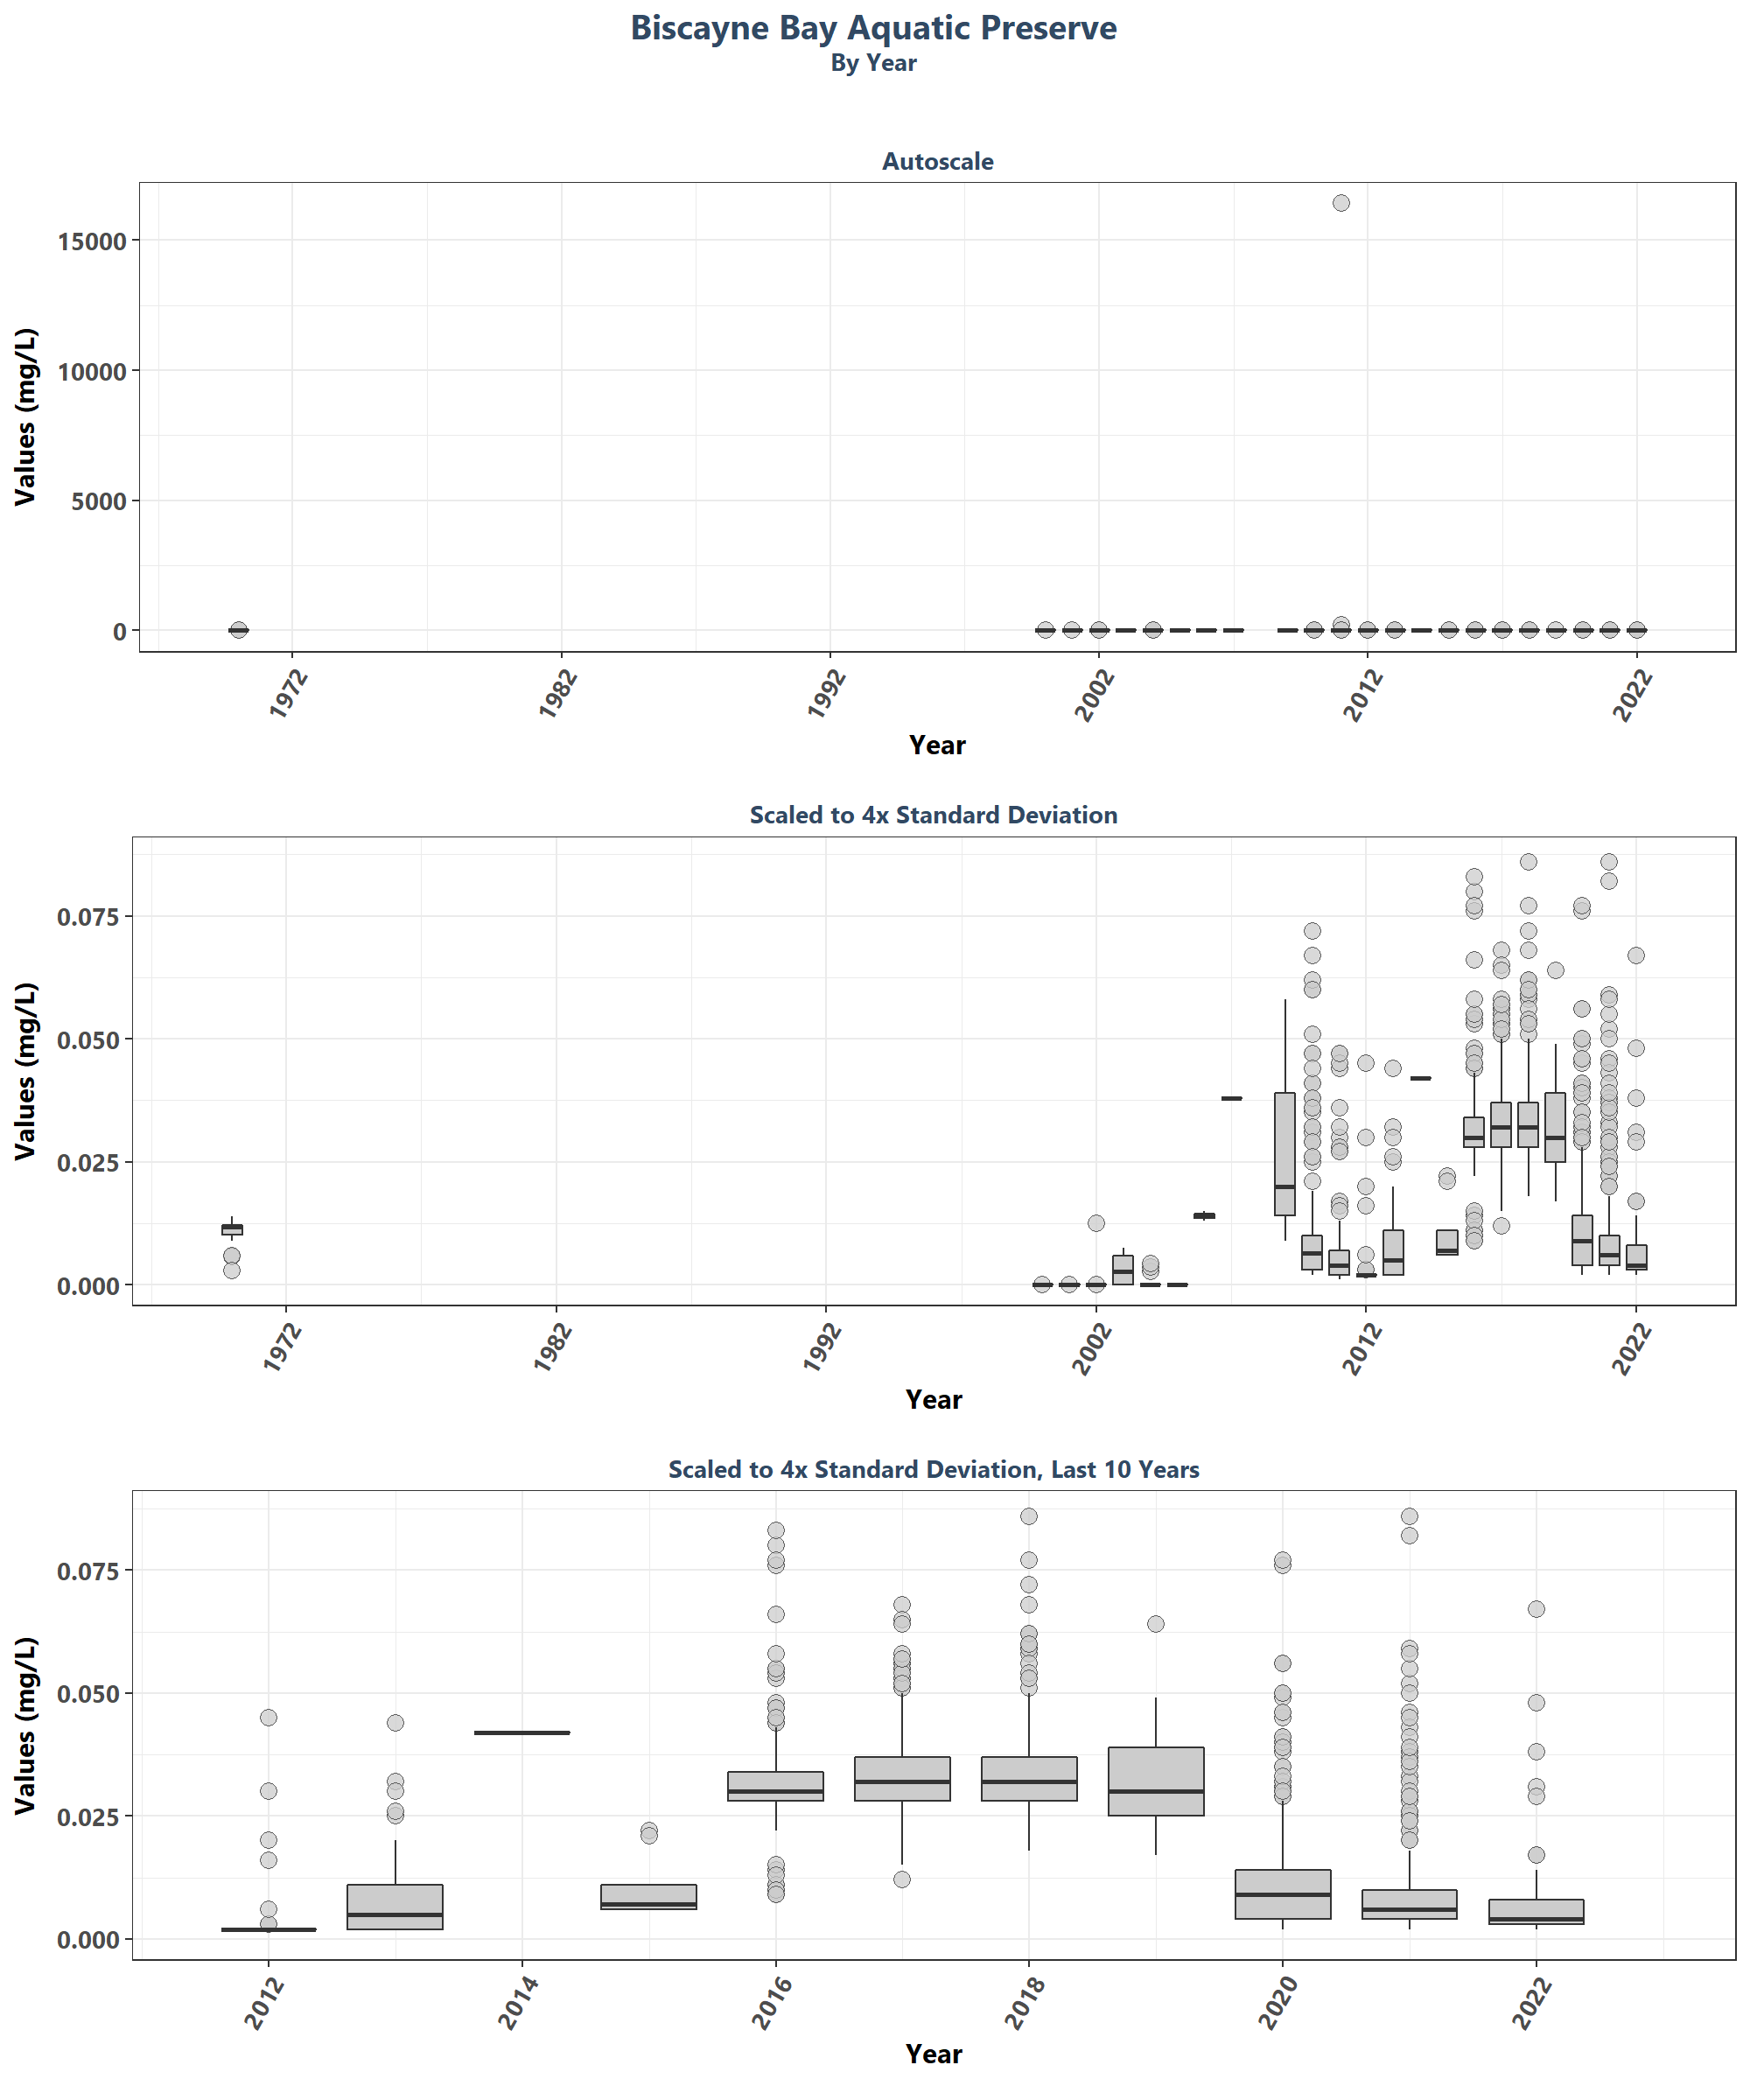 Biscayne Bay Aquatic Preserve
By Year
Autoscale
Values (mg/L)
15000
10000
5000
0
1972
1982
1992
2002
2012
2022
Year
Scaled to 4x Standard Deviation
Values (mg/L)
0.075
0.050
0.025
0.000
1972
1982
1992
2002
2012
2022
Year
Scaled to 4x Standard Deviation, Last 10 Years
Values (mg/L)
0.075
0.050
0.025
0.000
2012
2014
2016
2018
2020
2022
Year